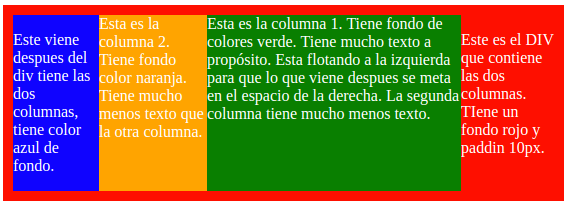 Este viene
despues del
div tiene las
dos
columnas,
tiene color
azul de
fondo.
Esta es la
columna 2.
Tiene fondo
color naranja.
Tiene mucho
menos texto que
la otra columna.
Esta es la columna 1. Tiene fondo de
colores verde. Tiene mucho texto a
propósito. Esta flotando a la izquierda
para que lo que viene despues se meta
en el espacio de la derecha. La segunda
columna tiene mucho menos texto.
Este es el DIV
que contiene
las dos
columnas.
TIene un
fondo rojo y
paddin 10px.